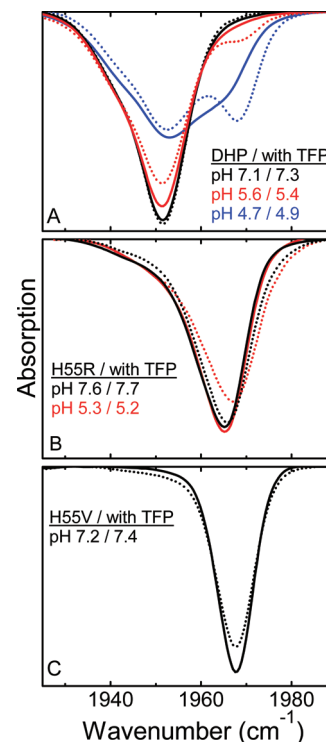 DHP / with TFP
pH 7.1 / 7.3
pH 5.6 / 5.4
pH 4.7 / 4.9
A
Absorption
H55R / with TFP
pH 7.6 / 7.7
pH 5.3 / 5.2
B
H55V / with TFP
pH 7.2 / 7.4
C
1940 1960 1980
Wavenumber (cm⁻¹)